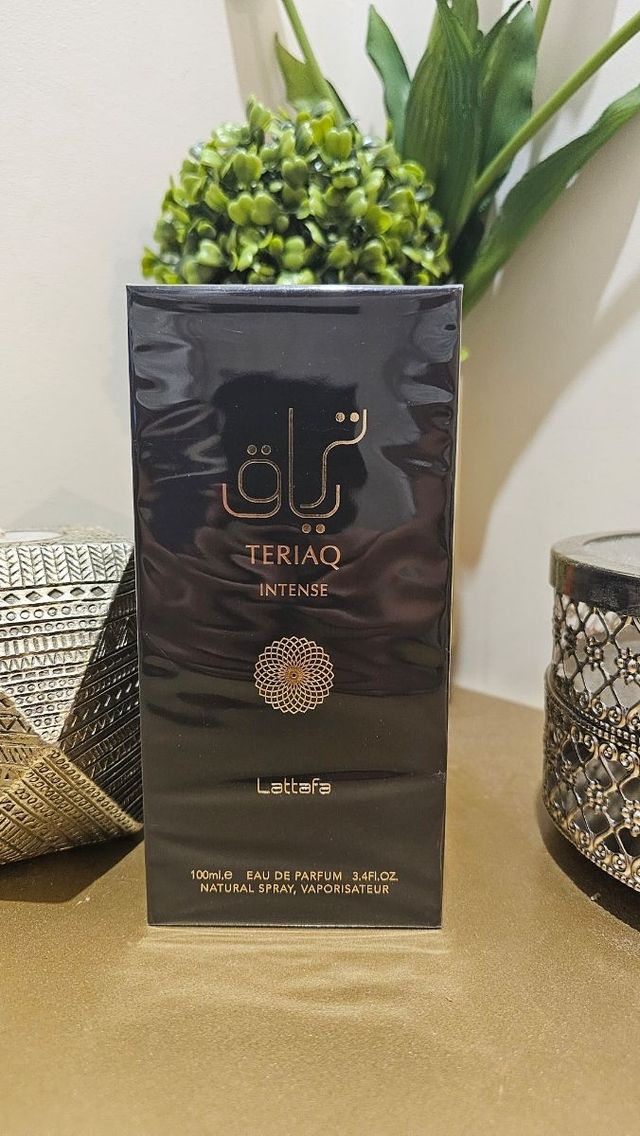 ترياق
TERIAQ
INTENSE
Lattafa
100ml.e EAU DE PARFUM 3.4Fl.OZ.
NATURAL SPRAY, VAPORISATEUR